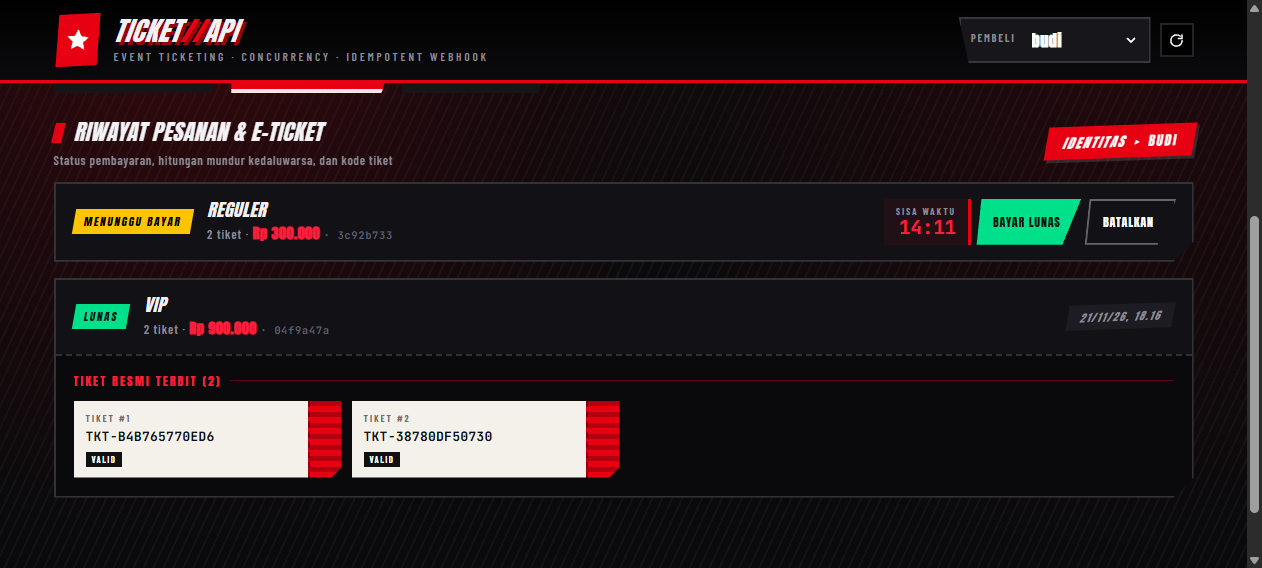 TICKET//API
EVENT TICKETING · CONCURRENCY · IDEMPOTENT WEBHOOK
PEMBELI budi
RIWAYAT PESANAN & E-TICKET
Status pembayaran, hitungan mundur kedaluwarsa, dan kode tiket
IDENTITAS ▸ BUDI
MENUNGGU BAYAR
REGULER
2 tiket · Rp 300.000 · 3c92b733
SISA WAKTU
14:11
BAYAR LUNAS
BATALKAN
LUNAS
VIP
2 tiket · Rp 900.000 · 04f9a47a
21/11/26, 18.16
TIKET RESMI TERBIT (2)
TIKET #1
TKT-B4B765770ED6
VALID
TIKET #2
TKT-38780DF50730
VALID